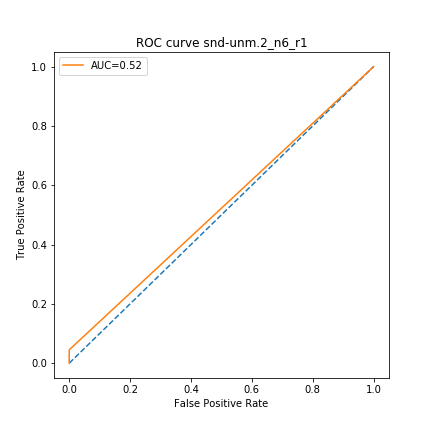 ROC curve snd-unm.2_n6_r1
AUC=0.52
True Positive Rate
1.0
0.8
0.6
0.4
0.2
0.0
0.0 0.2 0.4 0.6 0.8 1.0
False Positive Rate